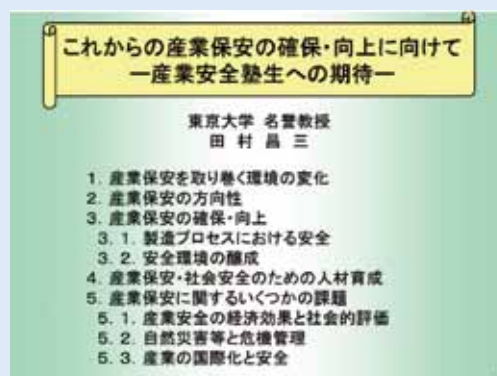 これからの産業保安の確保・向上に向けて
ー産業安全塾生への期待ー
東京大学 名誉教授
田 村 昌 三
1. 産業保安を取り巻く環境の変化
2. 産業保安の方向性
3. 産業保安の確保・向上
3. 1. 製造プロセスにおける安全
3. 2. 安全環境の醸成
4. 産業保安・社会安全のための人材育成
5. 産業保安に関するいくつかの課題
5. 1. 産業安全の経済効果と社会的評価
5. 2. 自然災害等と危機管理
5. 3. 産業の国際化と安全